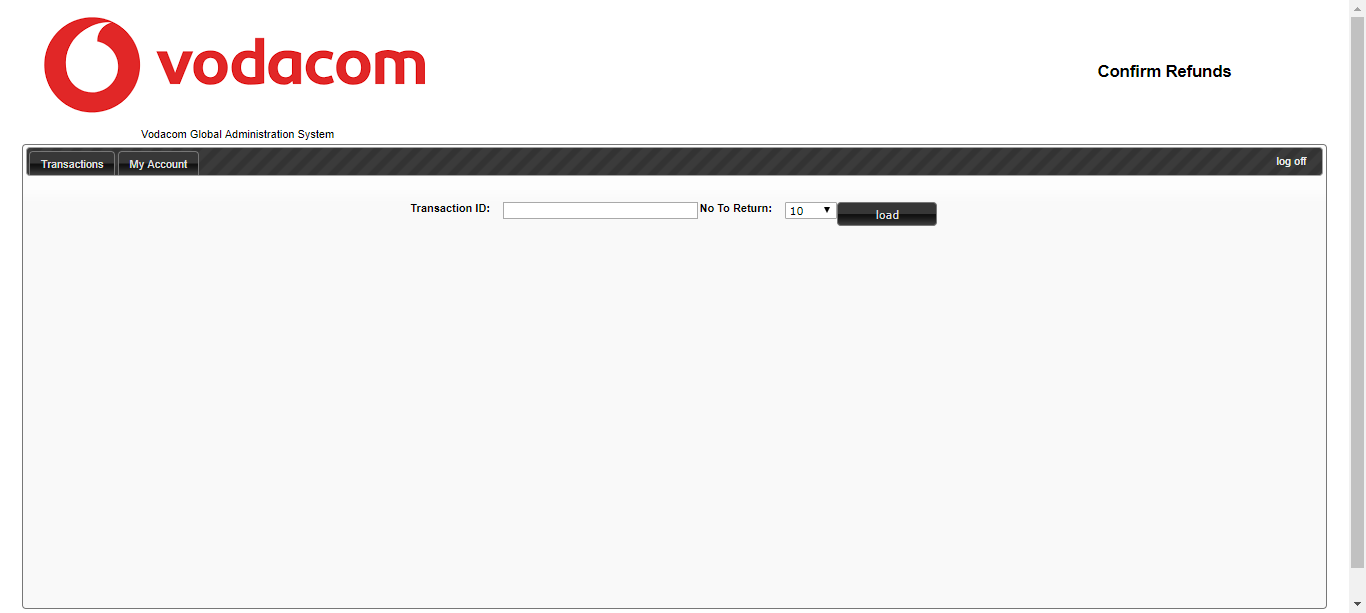 vodacom
Confirm Refunds
Vodacom Global Administration System
Transactions My Account log off
Transaction ID: No To Return: 10 load